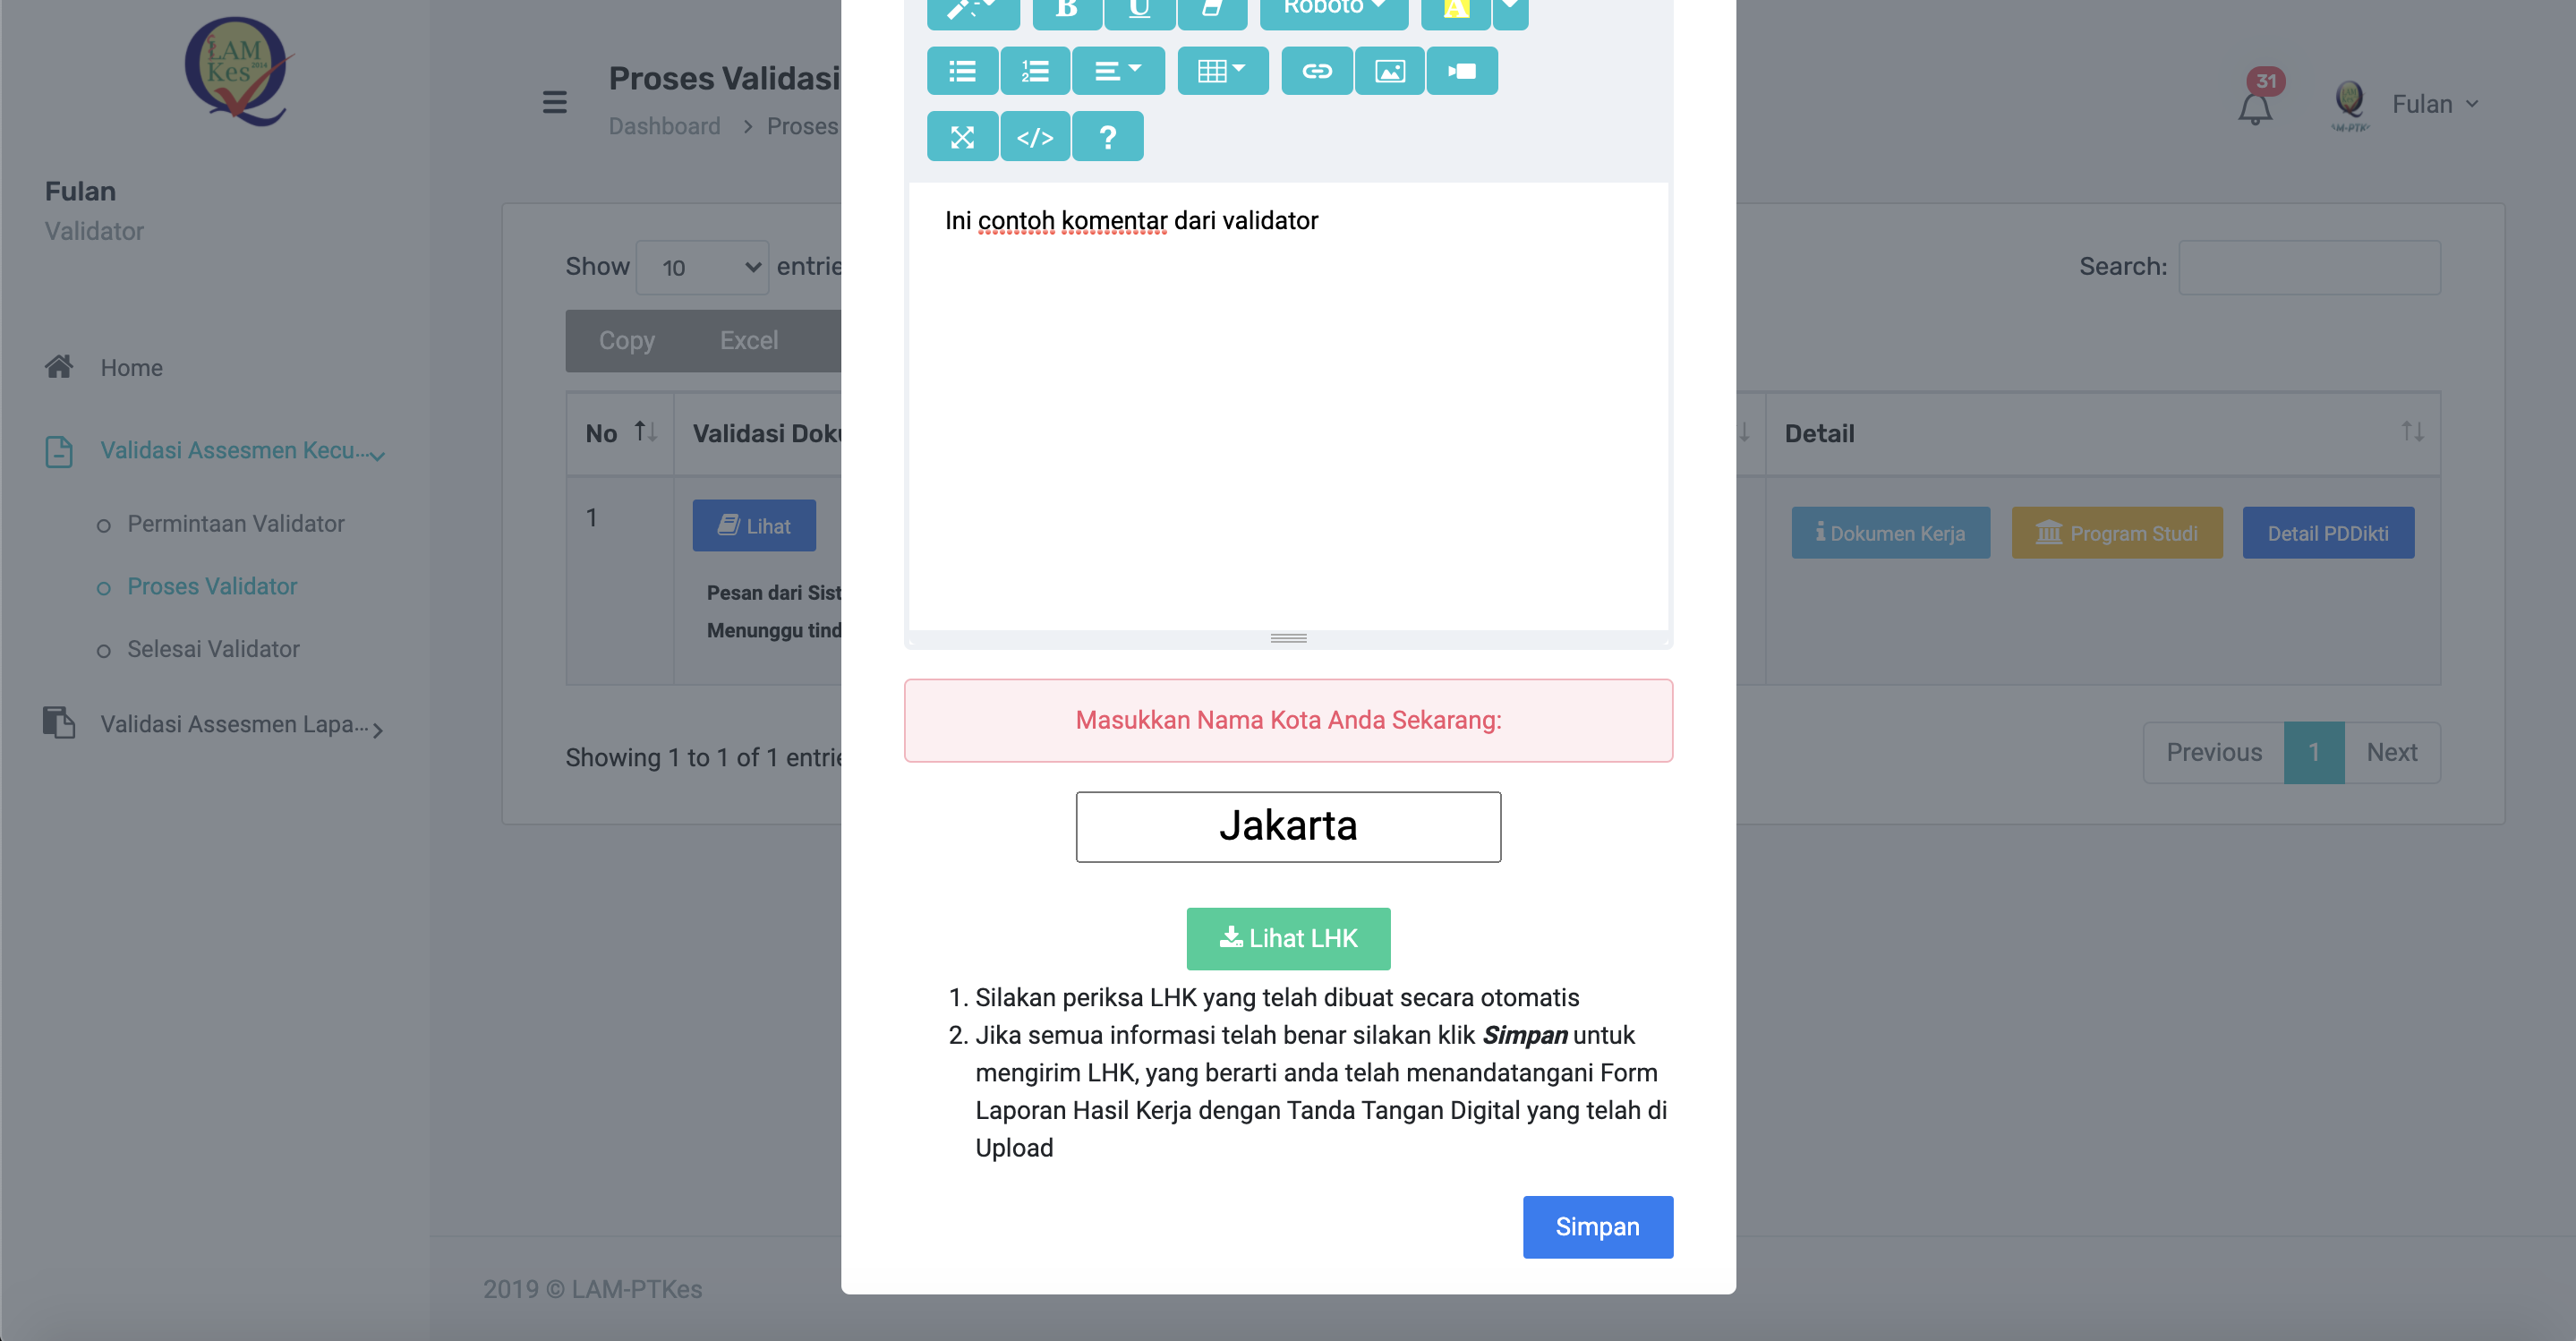 LAM
Kes 2014
Fulan
Validator
Home
Validasi Assesmen Kecu...
Permintaan Validator
Proses Validator
Selesai Validator
Validasi Assesmen Lapa...
Proses Validasi
Dashboard > Proses
31
Fulan
Show 10 entrie
Search:
Copy Excel
No Validasi Doku Detail
1 Lihat Dokumen Kerja Program Studi Detail PDDikti
Pesan dari Sist
Menunggu tind
Showing 1 to 1 of 1 entrie
Previous 1 Next
2019 © LAM-PTKes
B U Roboto A
</> ?
Ini contoh komentar dari validator
Masukkan Nama Kota Anda Sekarang:
Jakarta
Lihat LHK
1. Silakan periksa LHK yang telah dibuat secara otomatis
2. Jika semua informasi telah benar silakan klik Simpan untuk
mengirim LHK, yang berarti anda telah menandatangani Form
Laporan Hasil Kerja dengan Tanda Tangan Digital yang telah di
Upload
Simpan